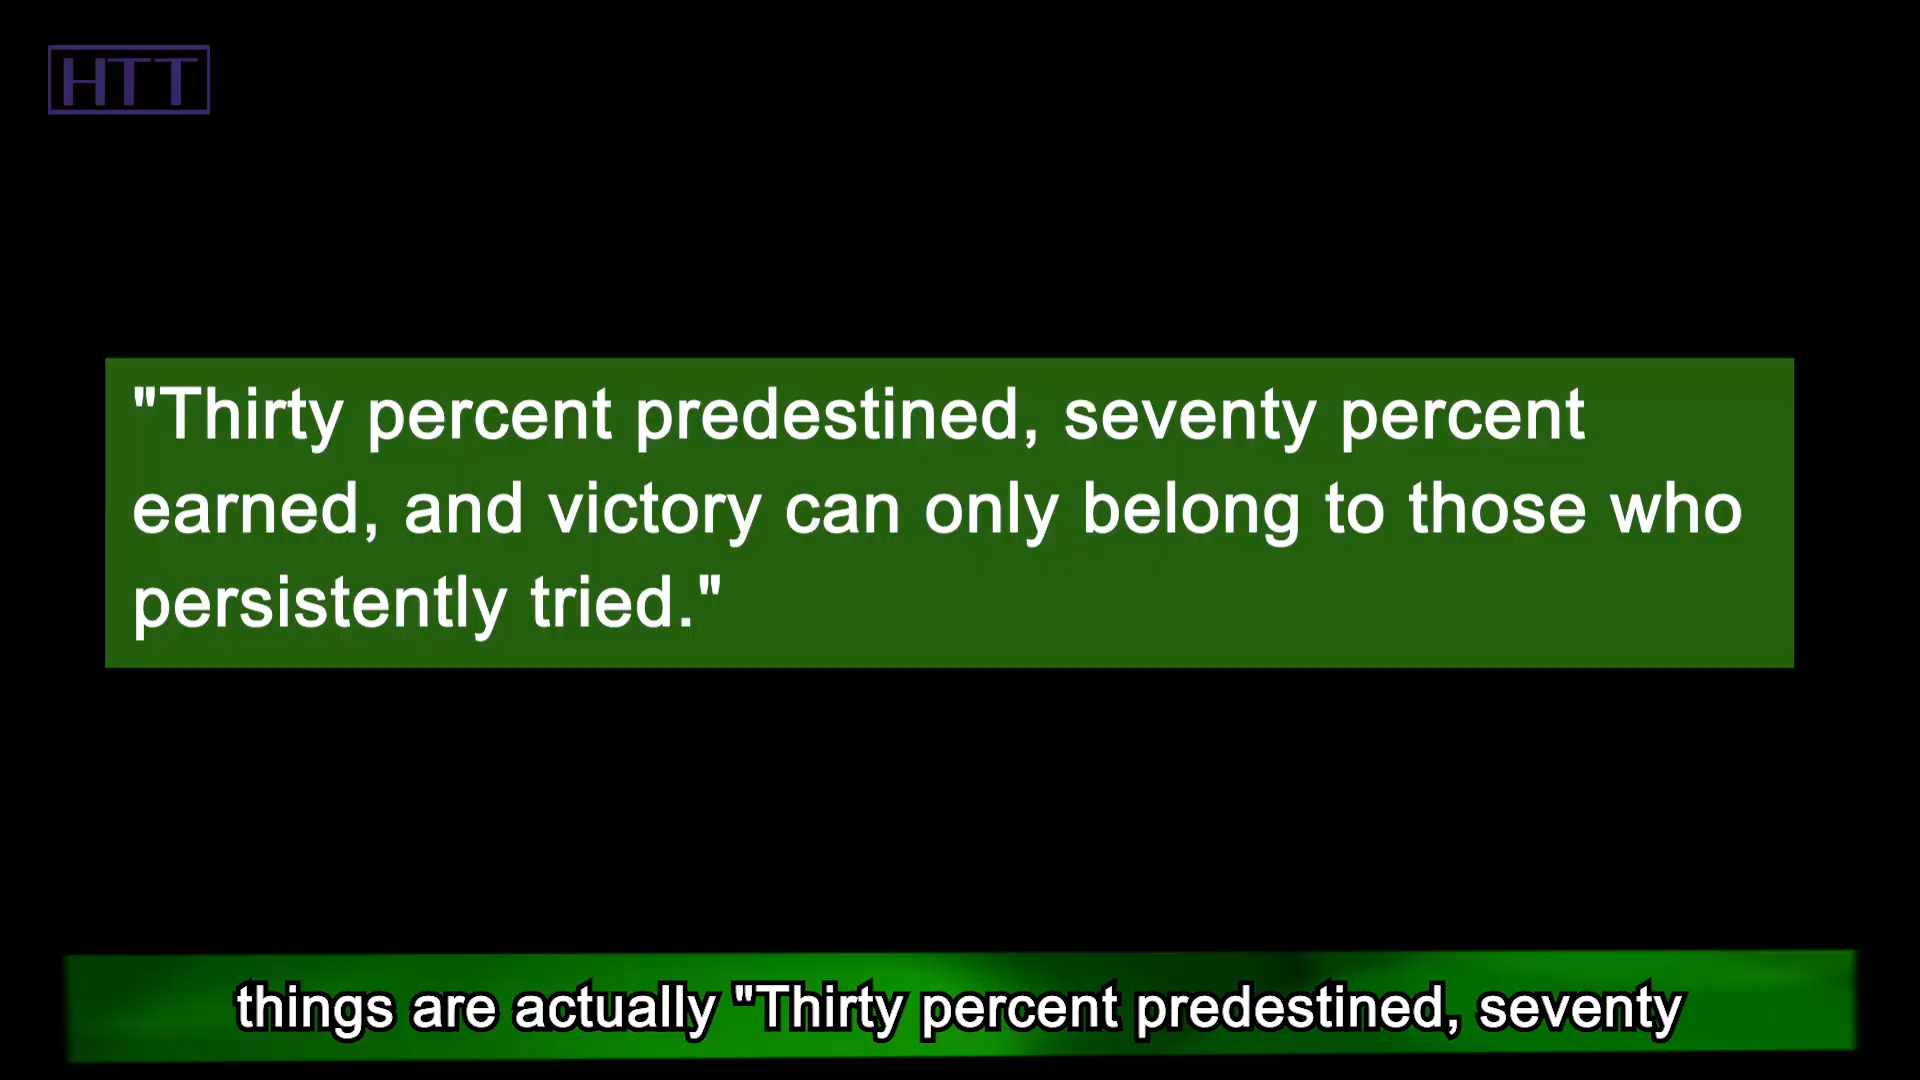 HTT
"Thirty percent predestined, seventy percent
earned, and victory can only belong to those who
persistently tried."
things are actually "Thirty percent predestined, seventy